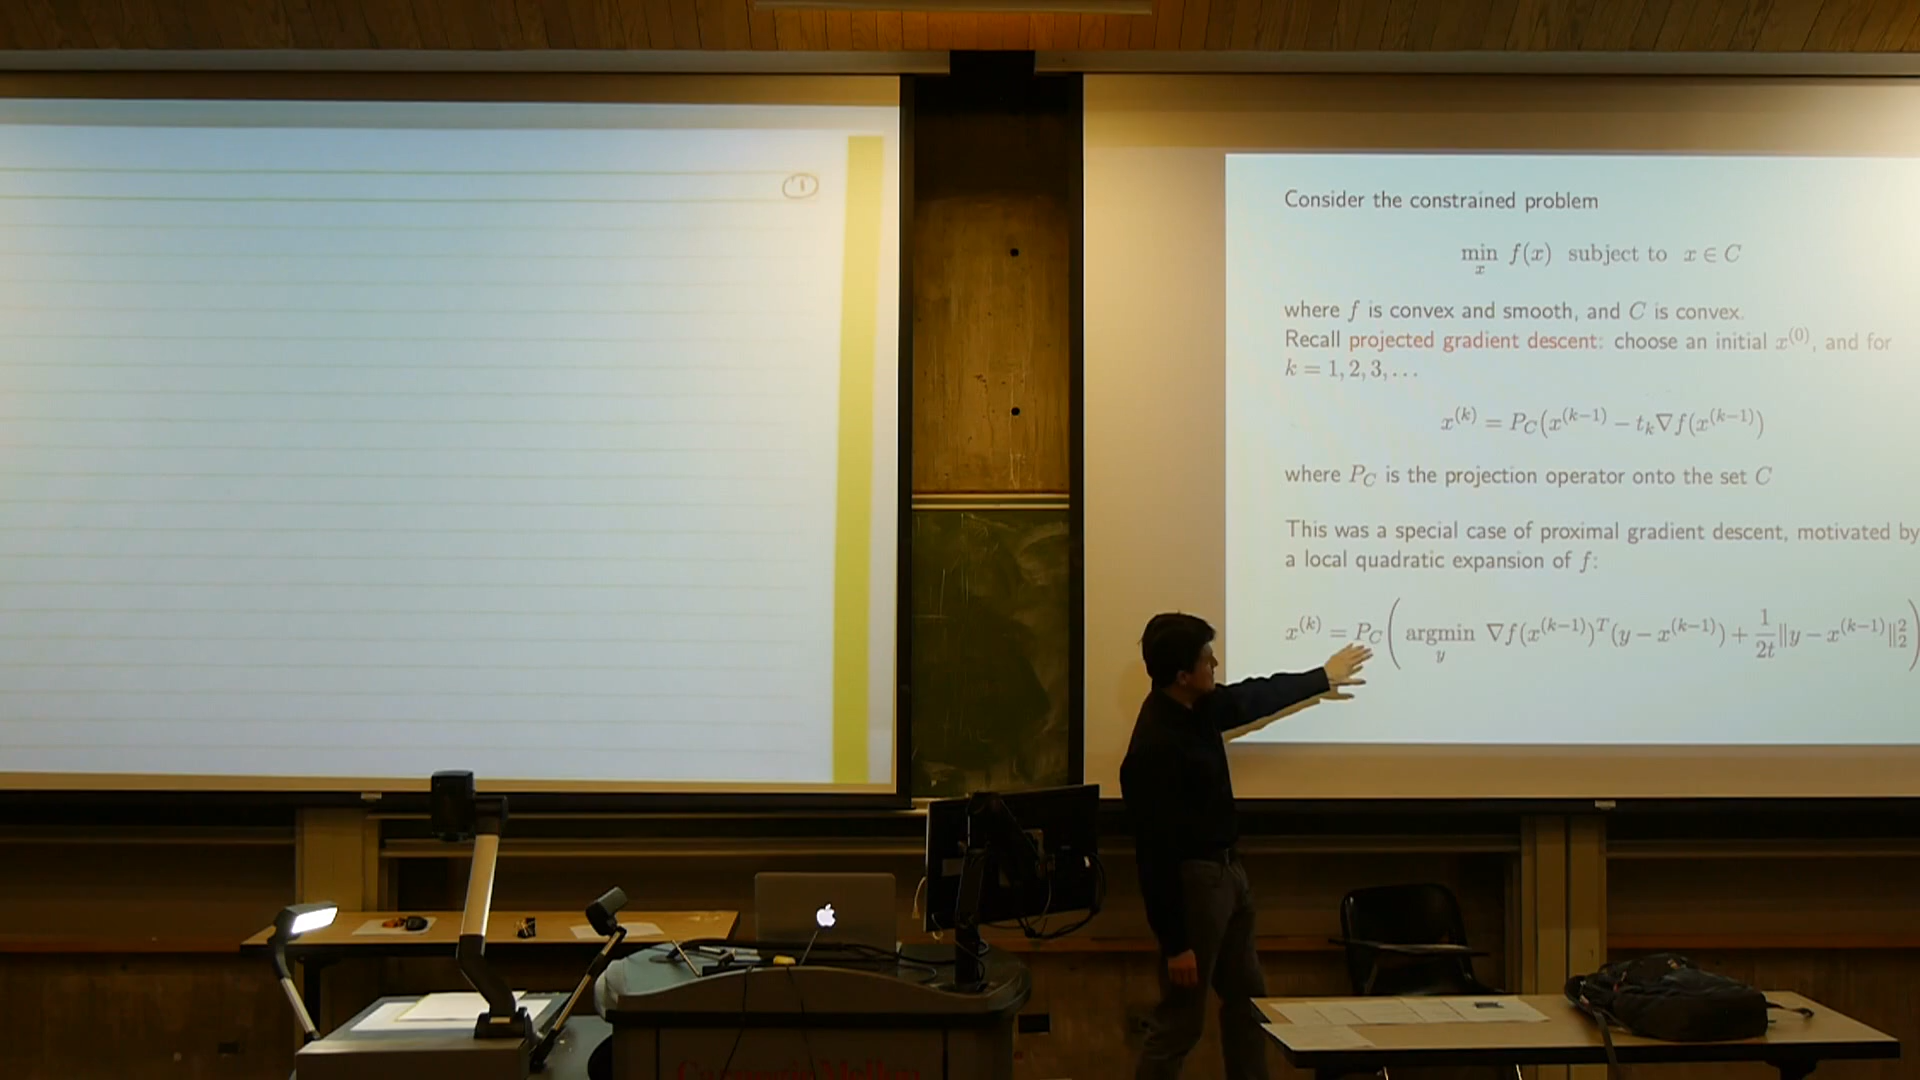 1
Consider the constrained problem
min_x f(x) subject to x ∈ C
where f is convex and smooth, and C is convex.
Recall projected gradient descent: choose an initial x^(0), and for
k = 1, 2, 3, . . .
x^(k) = P_C(x^(k−1) − t_k∇f(x^(k−1))
where P_C is the projection operator onto the set C
This was a special case of proximal gradient descent, motivated by
a local quadratic expansion of f:
x^(k) = P_C( argmin_y ∇f(x^(k−1))^T(y − x^(k−1)) + 1/2t ‖y − x^(k−1)‖_2^2 )
Carnegie Mellon